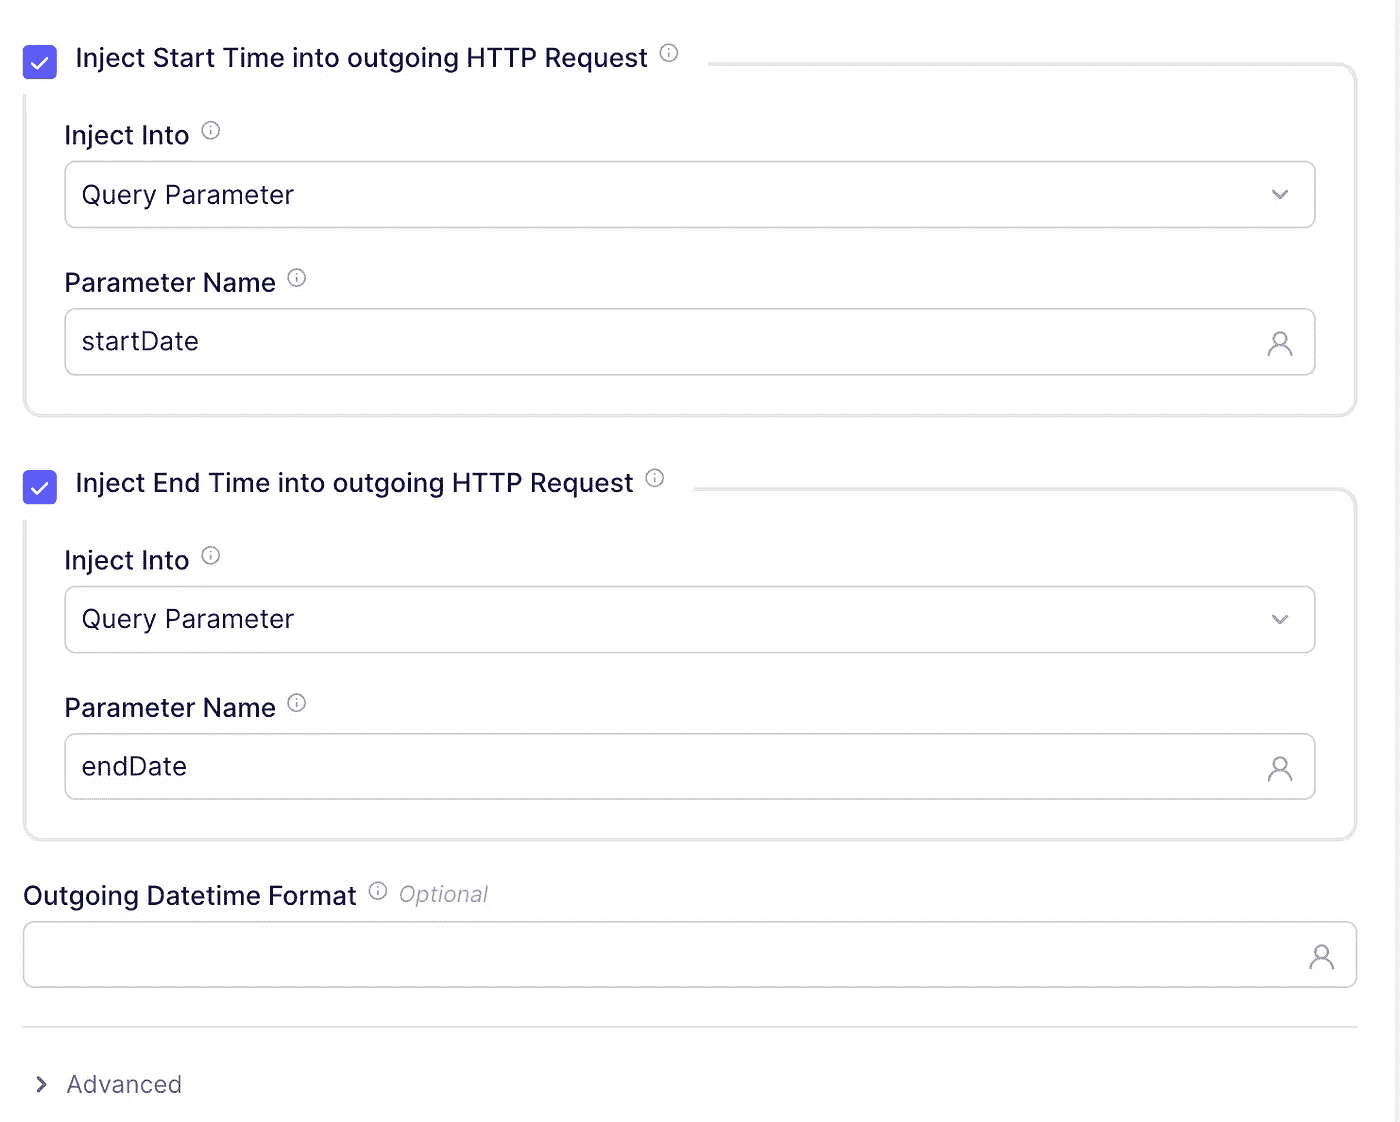 Inject Start Time into outgoing HTTP Request
Inject Into
Query Parameter
Parameter Name
startDate
Inject End Time into outgoing HTTP Request
Inject Into
Query Parameter
Parameter Name
endDate
Outgoing Datetime Format Optional
Advanced